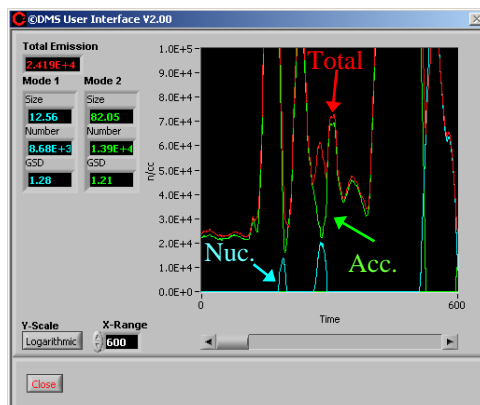 ©DMS User Interface V2.00
Total Emission
2.419E+4
Mode 1 Mode 2
Size Size
12.56 82.05
Number Number
8.68E+3 1.39E+4
GSD GSD
1.28 1.21
1.0E+5
9.0E+4
8.0E+4
7.0E+4
6.0E+4
5.0E+4
4.0E+4
3.0E+4
2.0E+4
1.0E+4
0.0E+0
n/cc
Total
Nuc.
Acc.
0 600
Time
Y-Scale X-Range
Logarithmic 600
Close